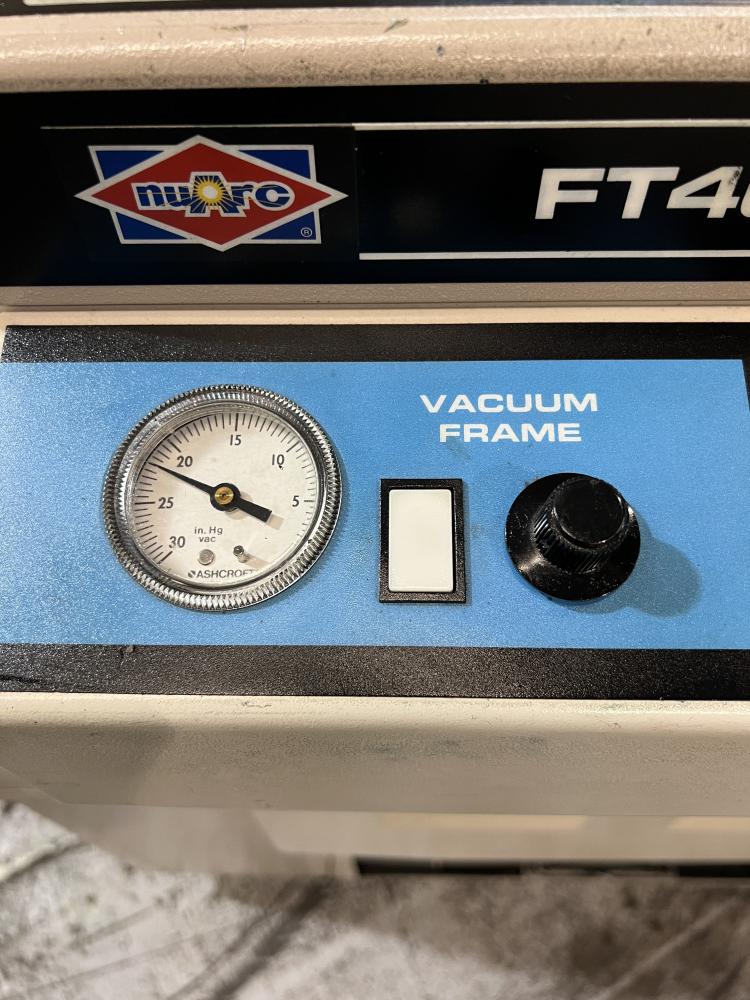 nuArc
®
FT4
VACUUM
FRAME
15
20
10
25
5
in. Hg
vac
30
ASHCROFT